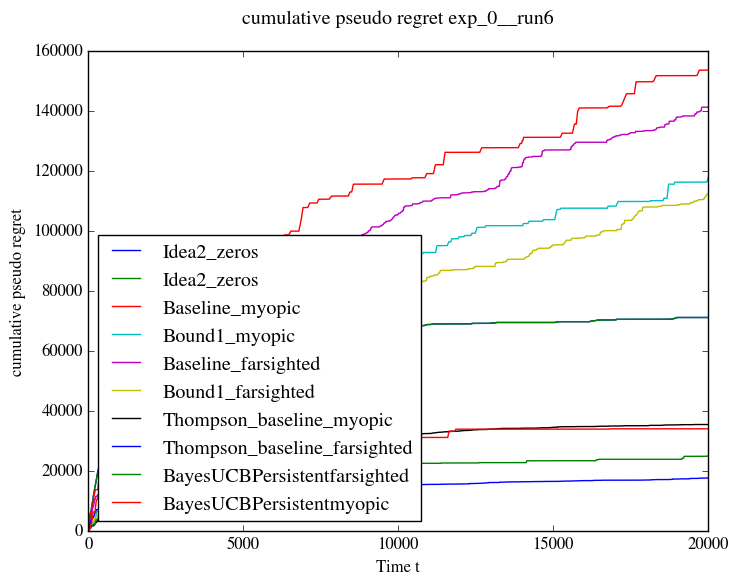 cumulative pseudo regret exp_0__run6
160000
140000
120000
100000
80000
60000
40000
20000
0
cumulative pseudo regret
Idea2_zeros
Idea2_zeros
Baseline_myopic
Bound1_myopic
Baseline_farsighted
Bound1_farsighted
Thompson_baseline_myopic
Thompson_baseline_farsighted
BayesUCBPersistentfarsighted
BayesUCBPersistentmyopic
0 5000 10000 15000 20000
Time t